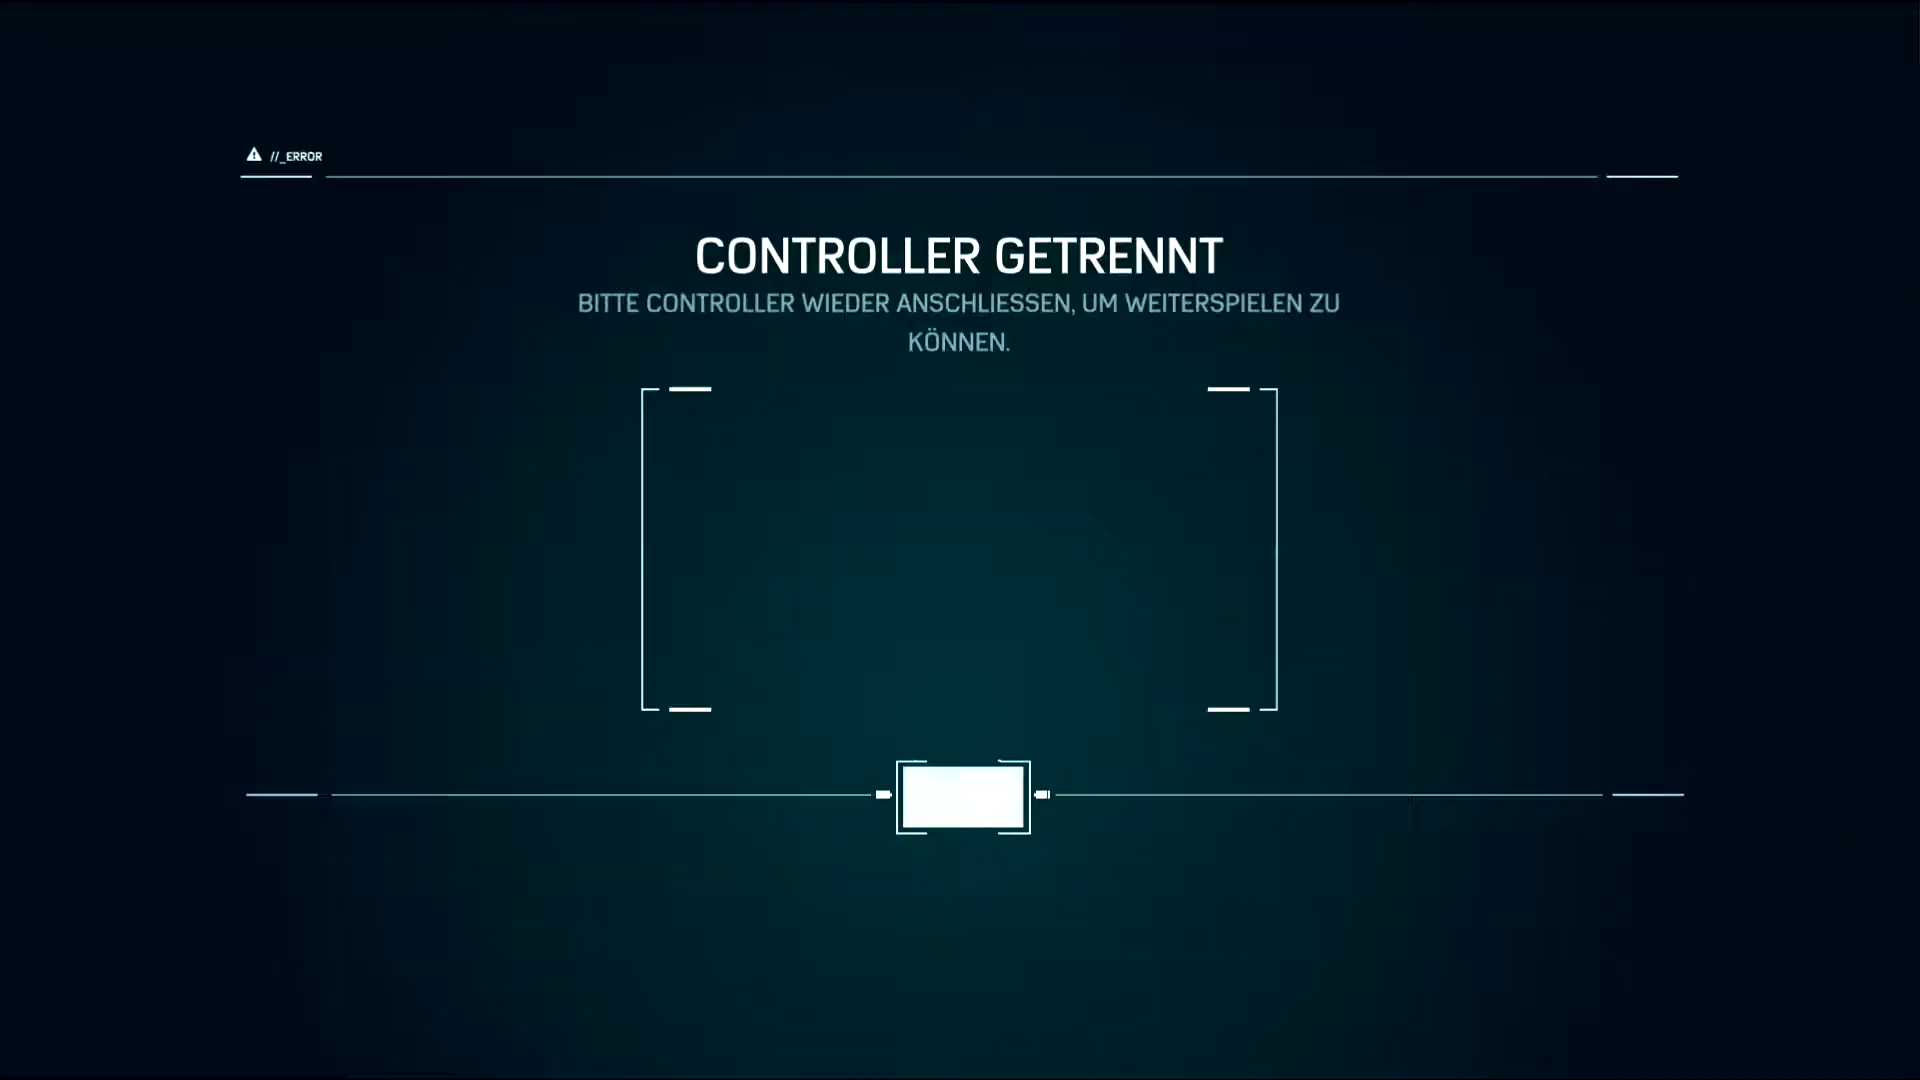 //_ERROR
CONTROLLER GETRENNT
BITTE CONTROLLER WIEDER ANSCHLIESSEN, UM WEITERSPIELEN ZU
KÖNNEN.